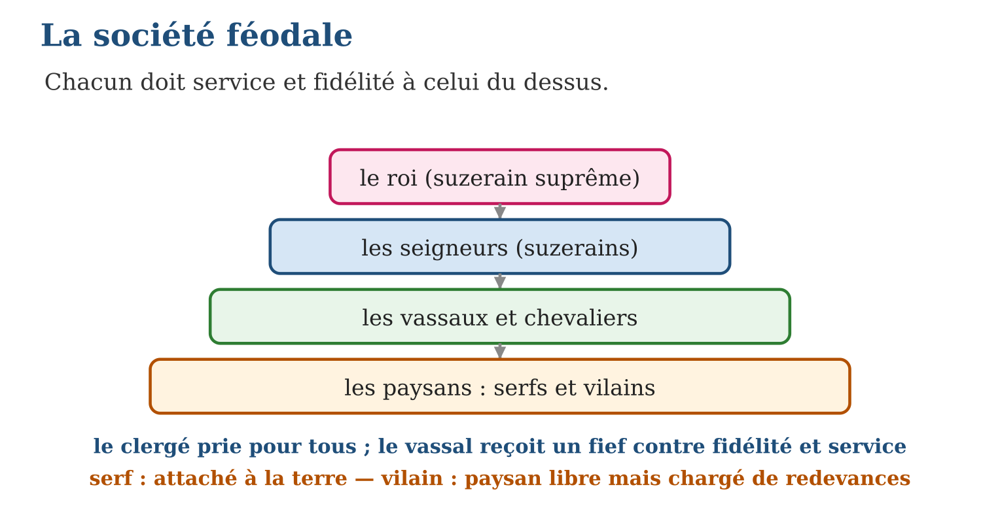 La société féodale
Chacun doit service et fidélité à celui du dessus.
le roi (suzerain suprême)
les seigneurs (suzerains)
les vassaux et chevaliers
les paysans : serfs et vilains
le clergé prie pour tous ; le vassal reçoit un fief contre fidélité et service
serf : attaché à la terre — vilain : paysan libre mais chargé de redevances